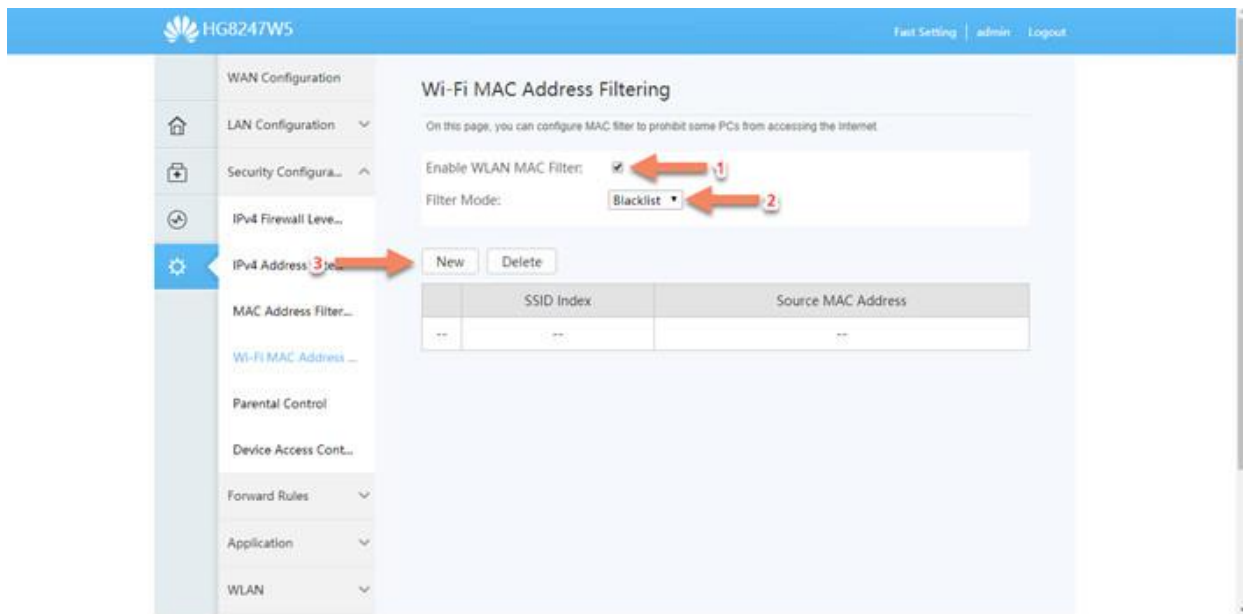 HG8247W5
Fast Setting | admin Logout
WAN Configuration
LAN Configuration
Security Configura...
IPv4 Firewall Leve...
IPv4 Address
MAC Address Filter...
Wi-Fi MAC Address ...
Parental Control
Device Access Cont...
Forward Rules
Application
WLAN
Wi-Fi MAC Address Filtering
On this page, you can configure MAC filter to prohibit some PCs from accessing the Internet
Enable WLAN MAC Filter: 1
Filter Mode: Blacklist 2
3 New Delete
SSID Index Source MAC Address
-- -- --